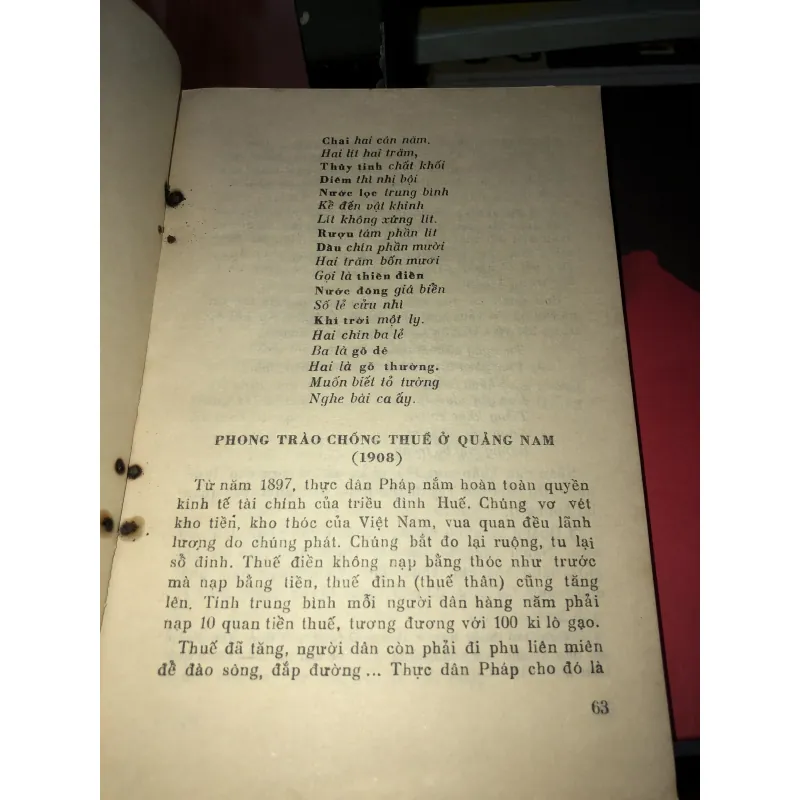 Chai hai cân năm.
Hai lít hai trăm,
Thủy tinh chất khối
Diêm thì nhị bội
Nước lọc trung bình
Kề đến vật khinh
Lít không xứng lít.
Rượu tám phần lít
Dầu chín phần mười
Hai trăm bốn mươi
Gọi là thiên điên
Nước đông giá biền
Số lẻ cửu nhì
Khí trời một ly.
Hai chín ba lẻ
Ba là gõ dẻ
Hai là gõ thường.
Muốn biết tỏ tường
Nghe bài ca ấy.
PHONG TRÀO CHỐNG THUẾ Ở QUẢNG NAM
(1908)
Từ năm 1897, thực dân Pháp nắm hoàn toàn quyền
kinh tế tài chính của triều đình Huế. Chúng vơ vét
kho tiền, kho thóc của Việt Nam, vua quan đều lãnh
lương do chúng phát. Chúng bắt đo lại ruộng, tu lại
sổ đinh. Thuế điền không nạp bằng thóc như trước
mà nạp bằng tiền, thuế đinh (thuế thân) cũng tăng
lên. Tính trung bình mỗi người dân hàng năm phải
nạp 10 quan tiền thuế, tương đương với 100 ki lô gạo.
Thuế đã tăng, người dân còn phải đi phu liên miên
để đào sông, đắp đường ... Thực dân Pháp cho đó là
63